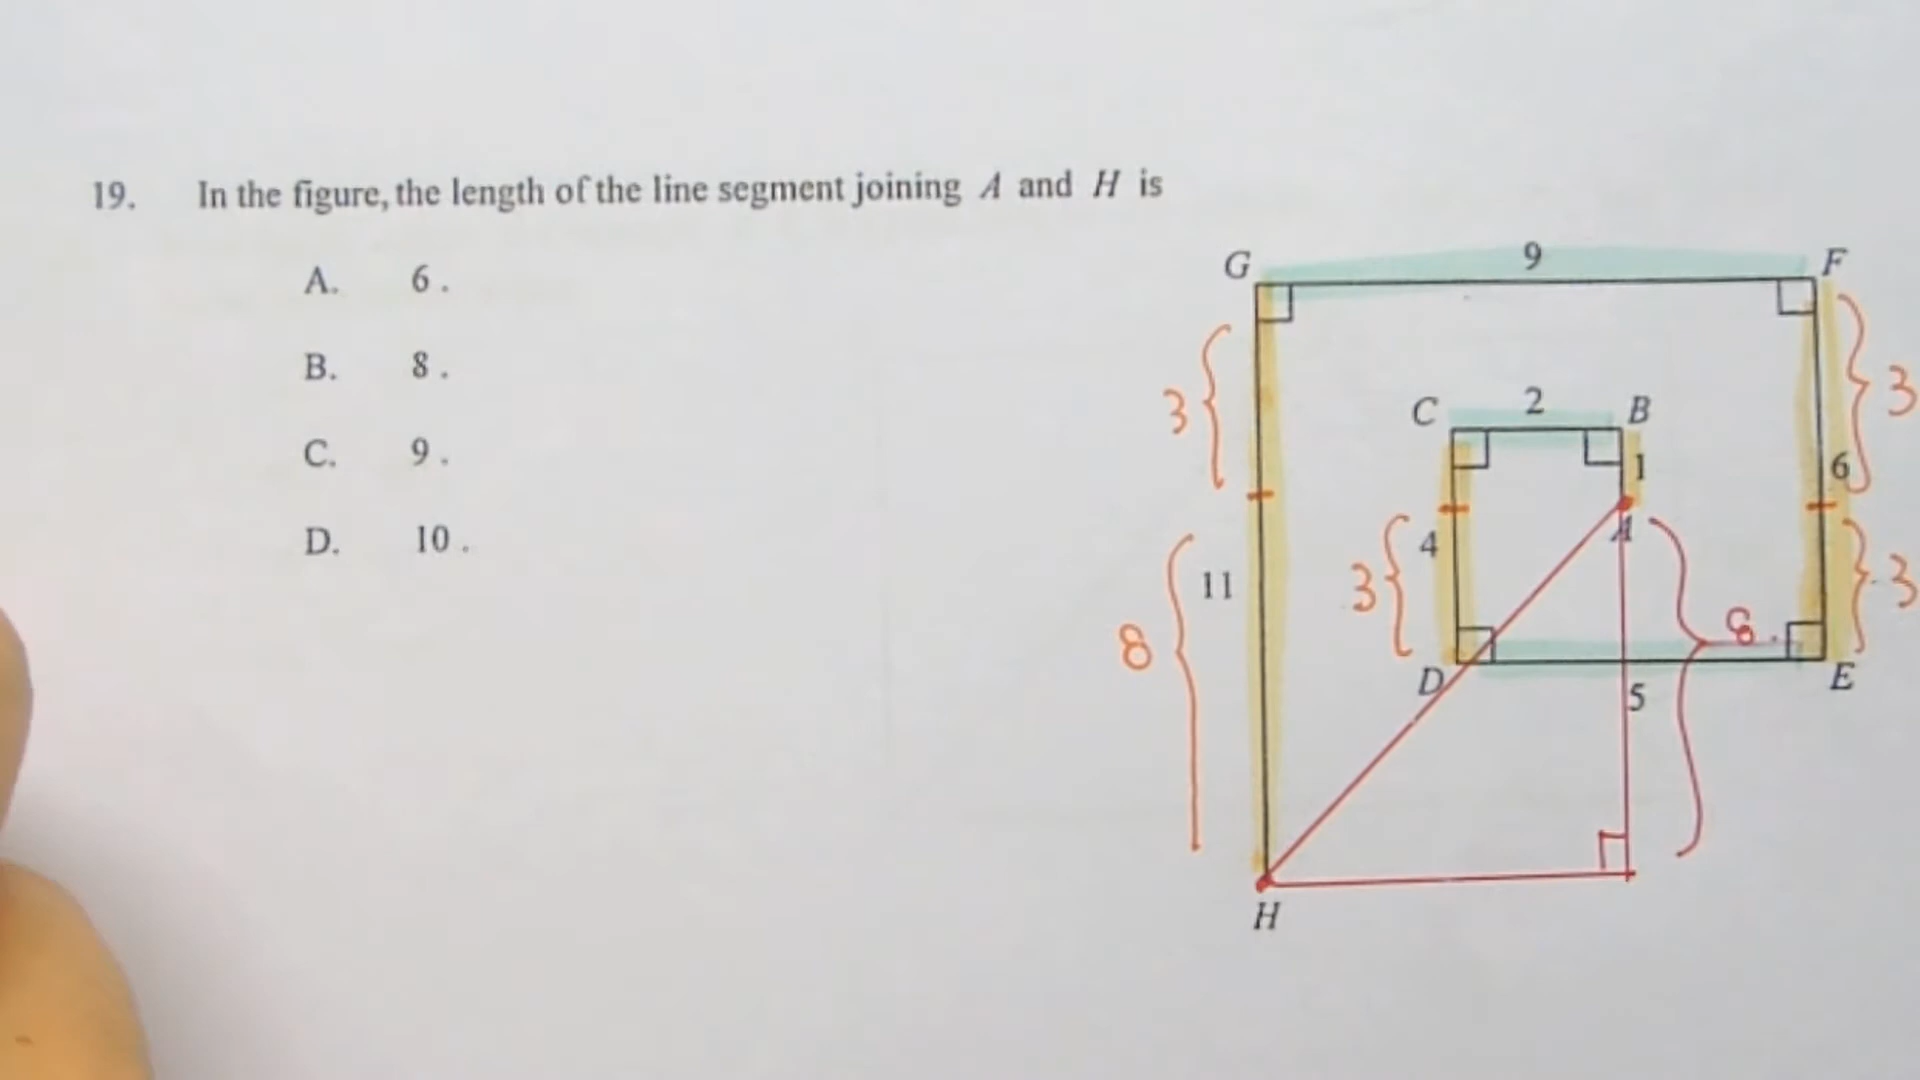 19. In the figure, the length of the line segment joining A and H is
A. 6 .
B. 8 .
C. 9 .
D. 10 .
G 9 F
3 3
C 2 B
1 6
A
11 3 4 3
8 8
D 5 E
H